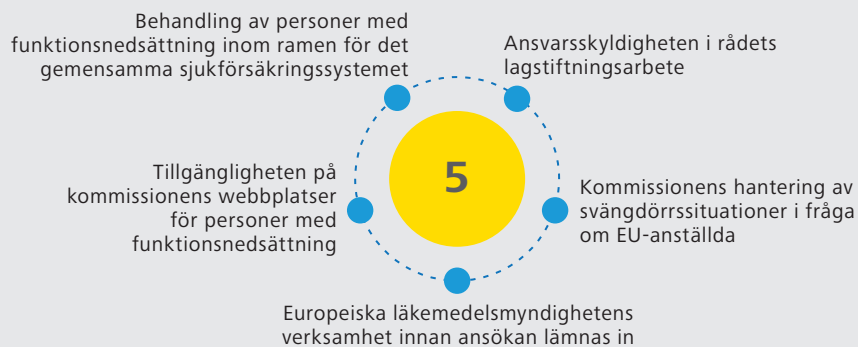 Behandling av personer med
funktionsnedsättning inom ramen för det
gemensamma sjukförsäkringssystemet
Ansvarsskyldigheten i rådets
lagstiftningsarbete
5
Tillgängligheten på
kommissionens webbplatser
för personer med
funktionsnedsättning
Kommissionens hantering av
svängdörrssituationer i fråga
om EU-anställda
Europeiska läkemedelsmyndighetens
verksamhet innan ansökan lämnas in